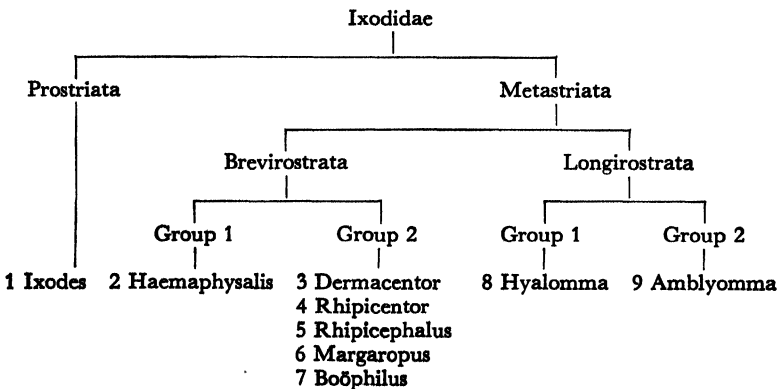 Ixodidae
Prostriata Metastriata
Brevirostrata Longirostrata
Group 1 Group 2 Group 1 Group 2
1 Ixodes 2 Haemaphysalis 3 Dermacentor 8 Hyalomma 9 Amblyomma
4 Rhipicentor
5 Rhipicephalus
6 Margaropus
7 Boöphilus